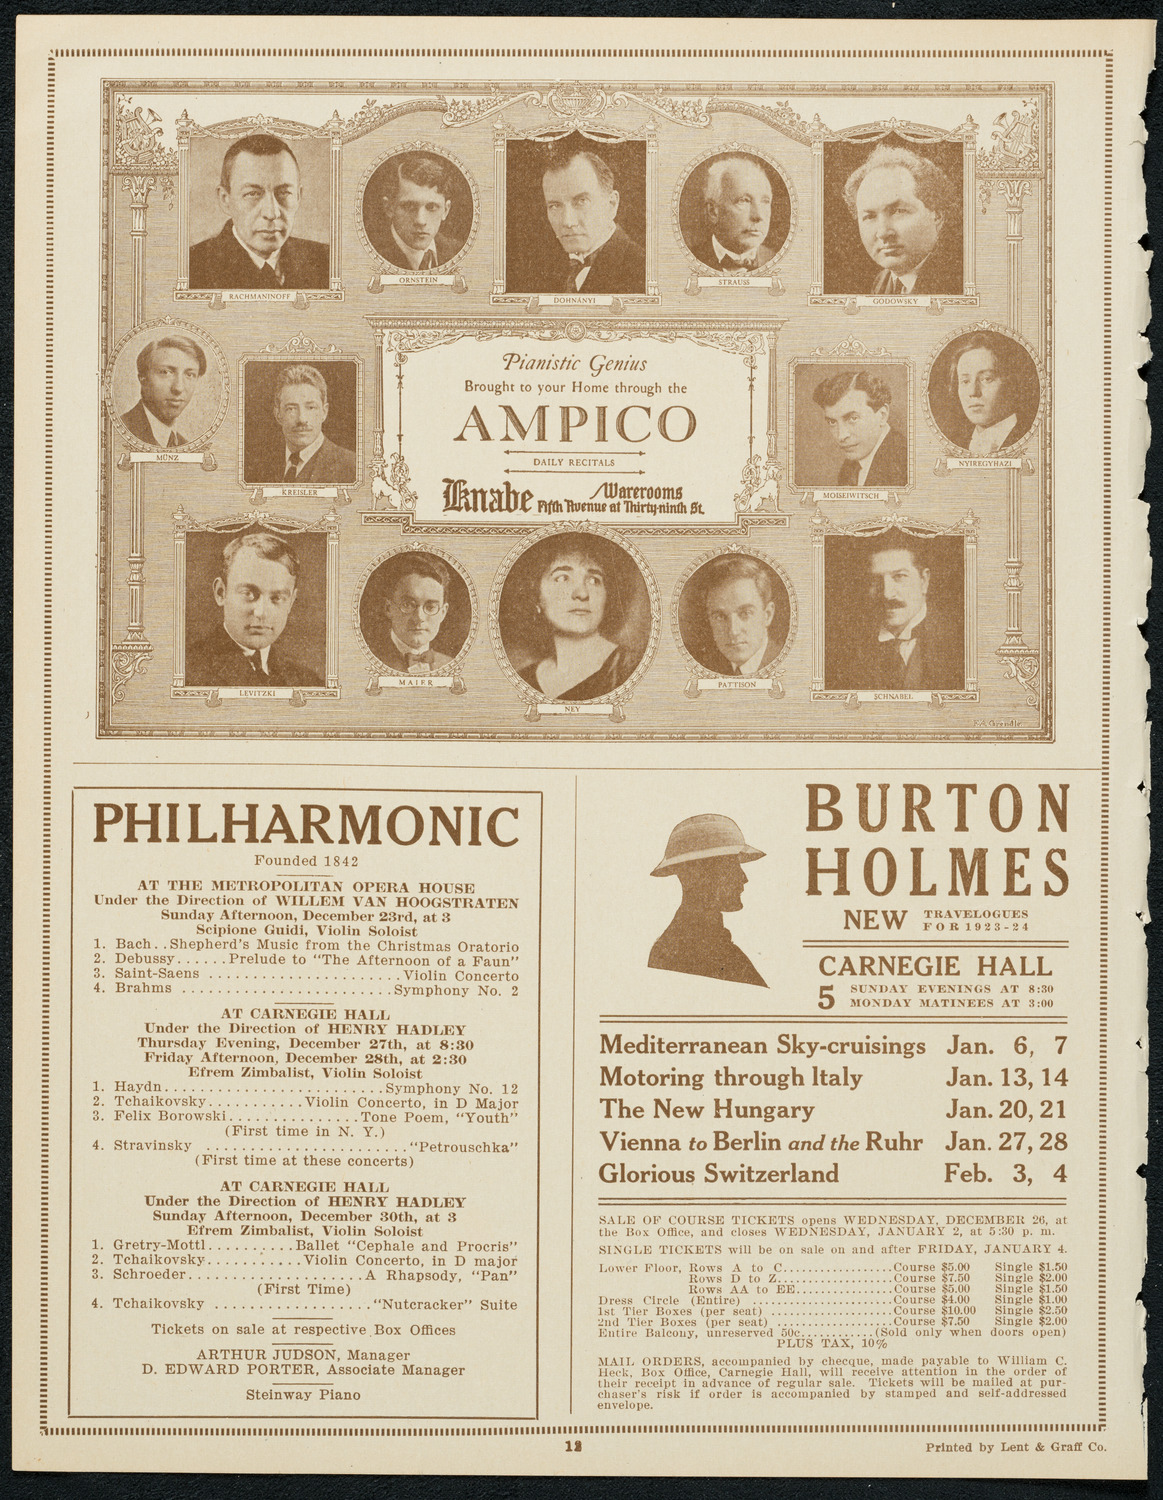 RACHMANINOFF
ORNSTEIN
DOHNÁNYI
STRAUSS
GODOWSKY
MÜNZ
KREISLER
Pianistic Genius
Brought to your Home through the
AMPICO
DAILY RECITALS
Knabe Warerooms
Fifth Avenue at Thirty-ninth St.
MOISEIWITSCH
NYIREGYHAZI
LEVITZKI
MAIER
NEY
PATTISON
SCHNABEL
PHILHARMONIC
Founded 1842
AT THE METROPOLITAN OPERA HOUSE
Under the Direction of WILLEM VAN HOOGSTRATEN
Sunday Afternoon, December 23rd, at 3
Scipione Guidi, Violin Soloist
1. Bach..Shepherd's Music from the Christmas Oratorio
2. Debussy......Prelude to "The Afternoon of a Faun"
3. Saint-Saens ......................Violin Concerto
4. Brahms ........................Symphony No. 2
AT CARNEGIE HALL
Under the Direction of HENRY HADLEY
Thursday Evening, December 27th, at 8:30
Friday Afternoon, December 28th, at 2:30
Efrem Zimbalist, Violin Soloist
1. Haydn.........................Symphony No. 12
2. Tchaikovsky...........Violin Concerto, in D Major
3. Felix Borowski...............Tone Poem, "Youth"
(First time in N. Y.)
4. Stravinsky ......................."Petrouschka"
(First time at these concerts)
AT CARNEGIE HALL
Under the Direction of HENRY HADLEY
Sunday Afternoon, December 30th, at 3
Efrem Zimbalist, Violin Soloist
1. Gretry-Mottl..........Ballet "Cephale and Procris"
2. Tchaikovsky...........Violin Concerto, in D major
3. Schroeder....................A Rhapsody, "Pan"
(First Time)
4. Tchaikovsky .................."Nutcracker" Suite
Tickets on sale at respective Box Offices
ARTHUR JUDSON, Manager
D. EDWARD PORTER, Associate Manager
Steinway Piano
BURTON
HOLMES
NEW TRAVELOGUES
FOR 1923-24
CARNEGIE HALL
5 SUNDAY EVENINGS AT 8:30
MONDAY MATINEES AT 3:00
Mediterranean Sky-cruisings Jan. 6, 7
Motoring through Italy Jan. 13, 14
The New Hungary Jan. 20, 21
Vienna to Berlin and the Ruhr Jan. 27, 28
Glorious Switzerland Feb. 3, 4
SALE OF COURSE TICKETS opens WEDNESDAY, DECEMBER 26, at
the Box Office, and closes WEDNESDAY, JANUARY 2, at 5:30 p. m.
SINGLE TICKETS will be on sale on and after FRIDAY, JANUARY 4.
Lower Floor, Rows A to C.................Course $5.00 Single $1.50
Rows D to Z.................Course $7.50 Single $2.00
Rows AA to EE...............Course $5.00 Single $1.50
Dress Circle (Entire) .....................Course $4.00 Single $1.00
1st Tier Boxes (per seat) ..................Course $10.00 Single $2.50
2nd Tier Boxes (per seat) ..................Course $7.50 Single $2.00
Entire Balcony, unreserved 50c...........(Sold only when doors open)
PLUS TAX, 10%
MAIL ORDERS, accompanied by checque, made payable to William C.
Heck, Box Office, Carnegie Hall, will receive attention in the order of
their receipt in advance of regular sale. Tickets will be mailed at pur-
chaser's risk if order is accompanied by stamped and self-addressed
envelope.
12
Printed by Lent & Graff Co.